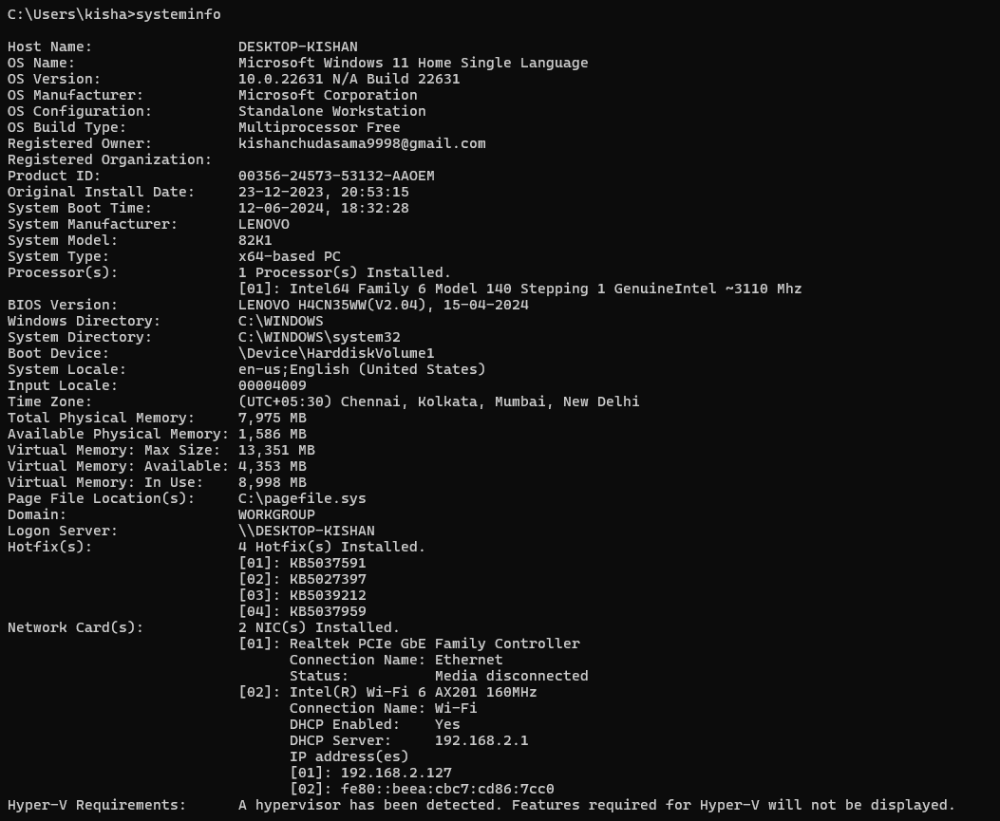 C:\Users\kisha>systeminfo
Host Name:                 DESKTOP-KISHAN
OS Name:                   Microsoft Windows 11 Home Single Language
OS Version:                10.0.22631 N/A Build 22631
OS Manufacturer:           Microsoft Corporation
OS Configuration:          Standalone Workstation
OS Build Type:             Multiprocessor Free
Registered Owner:          kishanchudasama9998@gmail.com
Registered Organization:
Product ID:                00356-24573-53132-AAOEM
Original Install Date:     23-12-2023, 20:53:15
System Boot Time:          12-06-2024, 18:32:28
System Manufacturer:       LENOVO
System Model:              82K1
System Type:               x64-based PC
Processor(s):              1 Processor(s) Installed.
                           [01]: Intel64 Family 6 Model 140 Stepping 1 GenuineIntel ~3110 Mhz
BIOS Version:              LENOVO H4CN35WW(V2.04), 15-04-2024
Windows Directory:         C:\WINDOWS
System Directory:          C:\WINDOWS\system32
Boot Device:               \Device\HarddiskVolume1
System Locale:             en-us;English (United States)
Input Locale:              00004009
Time Zone:                 (UTC+05:30) Chennai, Kolkata, Mumbai, New Delhi
Total Physical Memory:     7,975 MB
Available Physical Memory: 1,586 MB
Virtual Memory: Max Size:  13,351 MB
Virtual Memory: Available: 4,353 MB
Virtual Memory: In Use:    8,998 MB
Page File Location(s):     C:\pagefile.sys
Domain:                    WORKGROUP
Logon Server:              \\DESKTOP-KISHAN
Hotfix(s):                 4 Hotfix(s) Installed.
                           [01]: KB5037591
                           [02]: KB5027397
                           [03]: KB5039212
                           [04]: KB5037959
Network Card(s):           2 NIC(s) Installed.
                           [01]: Realtek PCIe GbE Family Controller
                                 Connection Name: Ethernet
                                 Status:          Media disconnected
                           [02]: Intel(R) Wi-Fi 6 AX201 160MHz
                                 Connection Name: Wi-Fi
                                 DHCP Enabled:    Yes
                                 DHCP Server:     192.168.2.1
                                 IP address(es)
                                 [01]: 192.168.2.127
                                 [02]: fe80::beea:cbc7:cd86:7cc0
Hyper-V Requirements:      A hypervisor has been detected. Features required for Hyper-V will not be displayed.